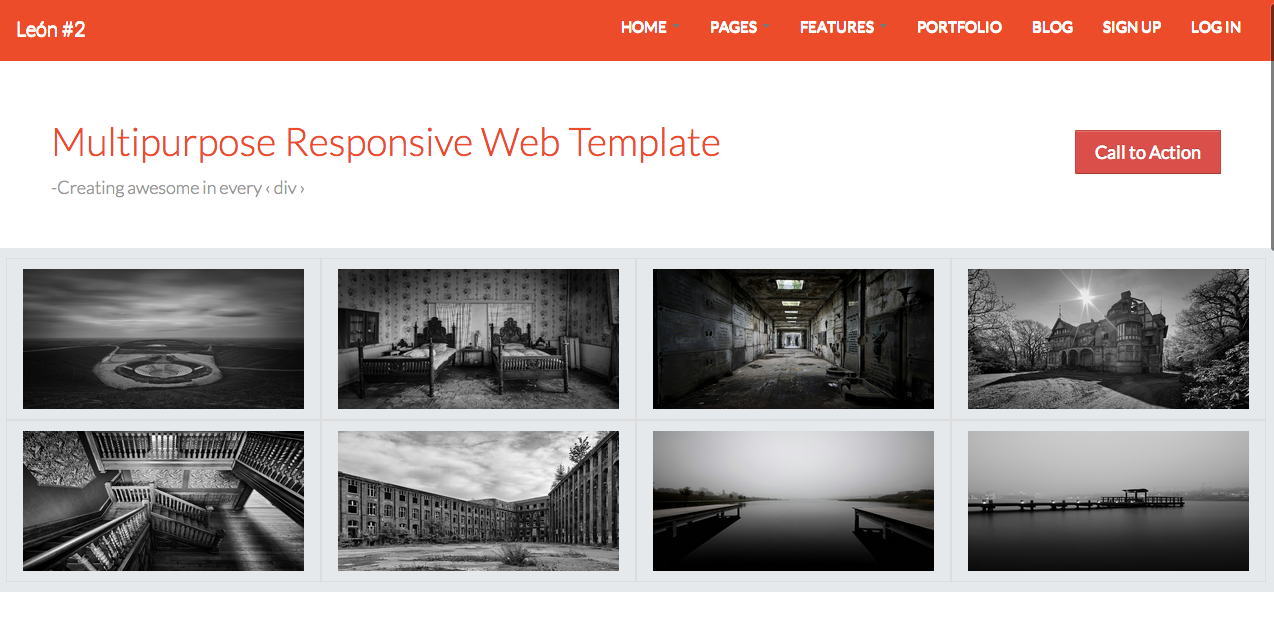 León #2
HOME PAGES FEATURES PORTFOLIO BLOG SIGN UP LOG IN
Multipurpose Responsive Web Template
Call to Action
-Creating awesome in every ‹ div ›